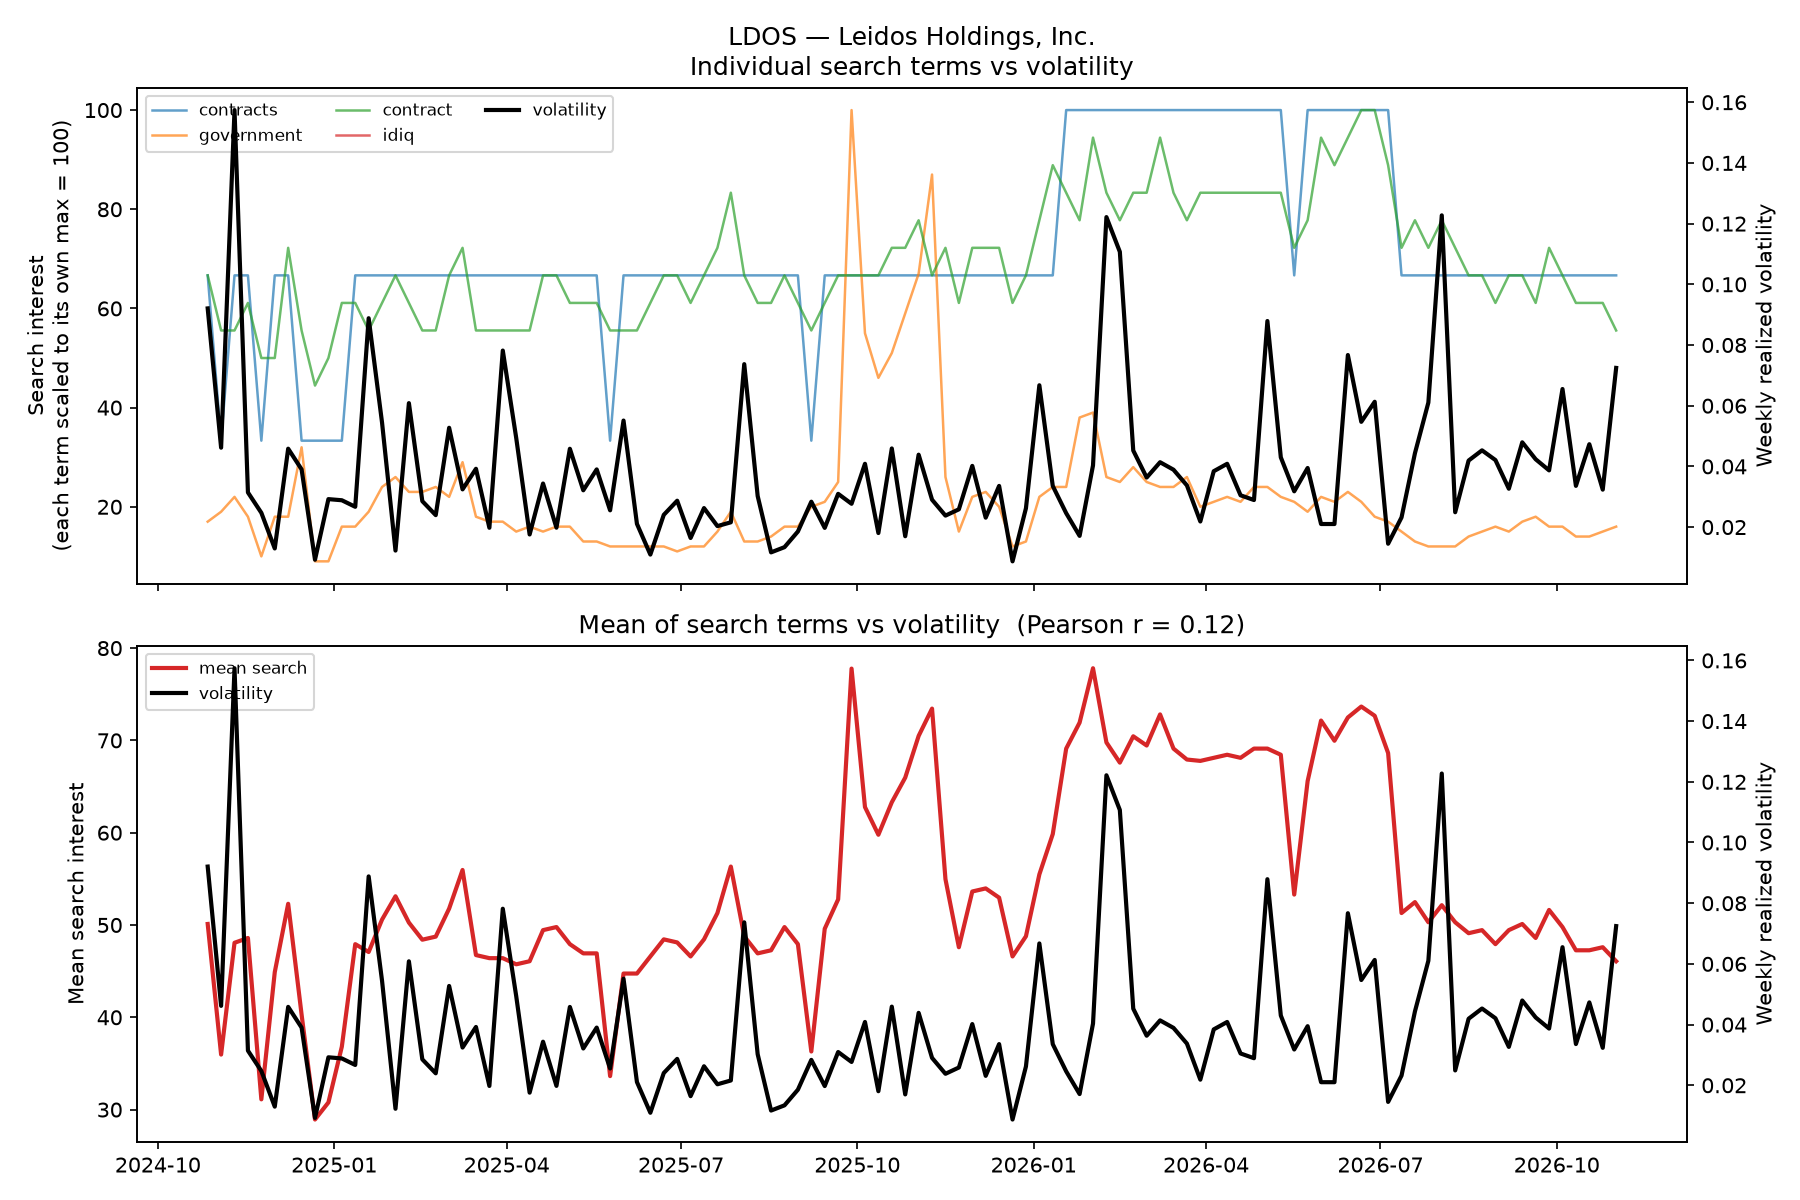 LDOS — Leidos Holdings, Inc.
Individual search terms vs volatility
contracts
government
contract
idiq
volatility
Search interest
(each term scaled to its own max = 100)
100
80
60
40
20
0.16
0.14
0.12
0.10
0.08
0.06
0.04
0.02
Weekly realized volatility
Mean of search terms vs volatility (Pearson r = 0.12)
mean search
volatility
Mean search interest
80
70
60
50
40
30
0.16
0.14
0.12
0.10
0.08
0.06
0.04
0.02
Weekly realized volatility
2024-10
2025-01
2025-04
2025-07
2025-10
2026-01
2026-04
2026-07
2026-10